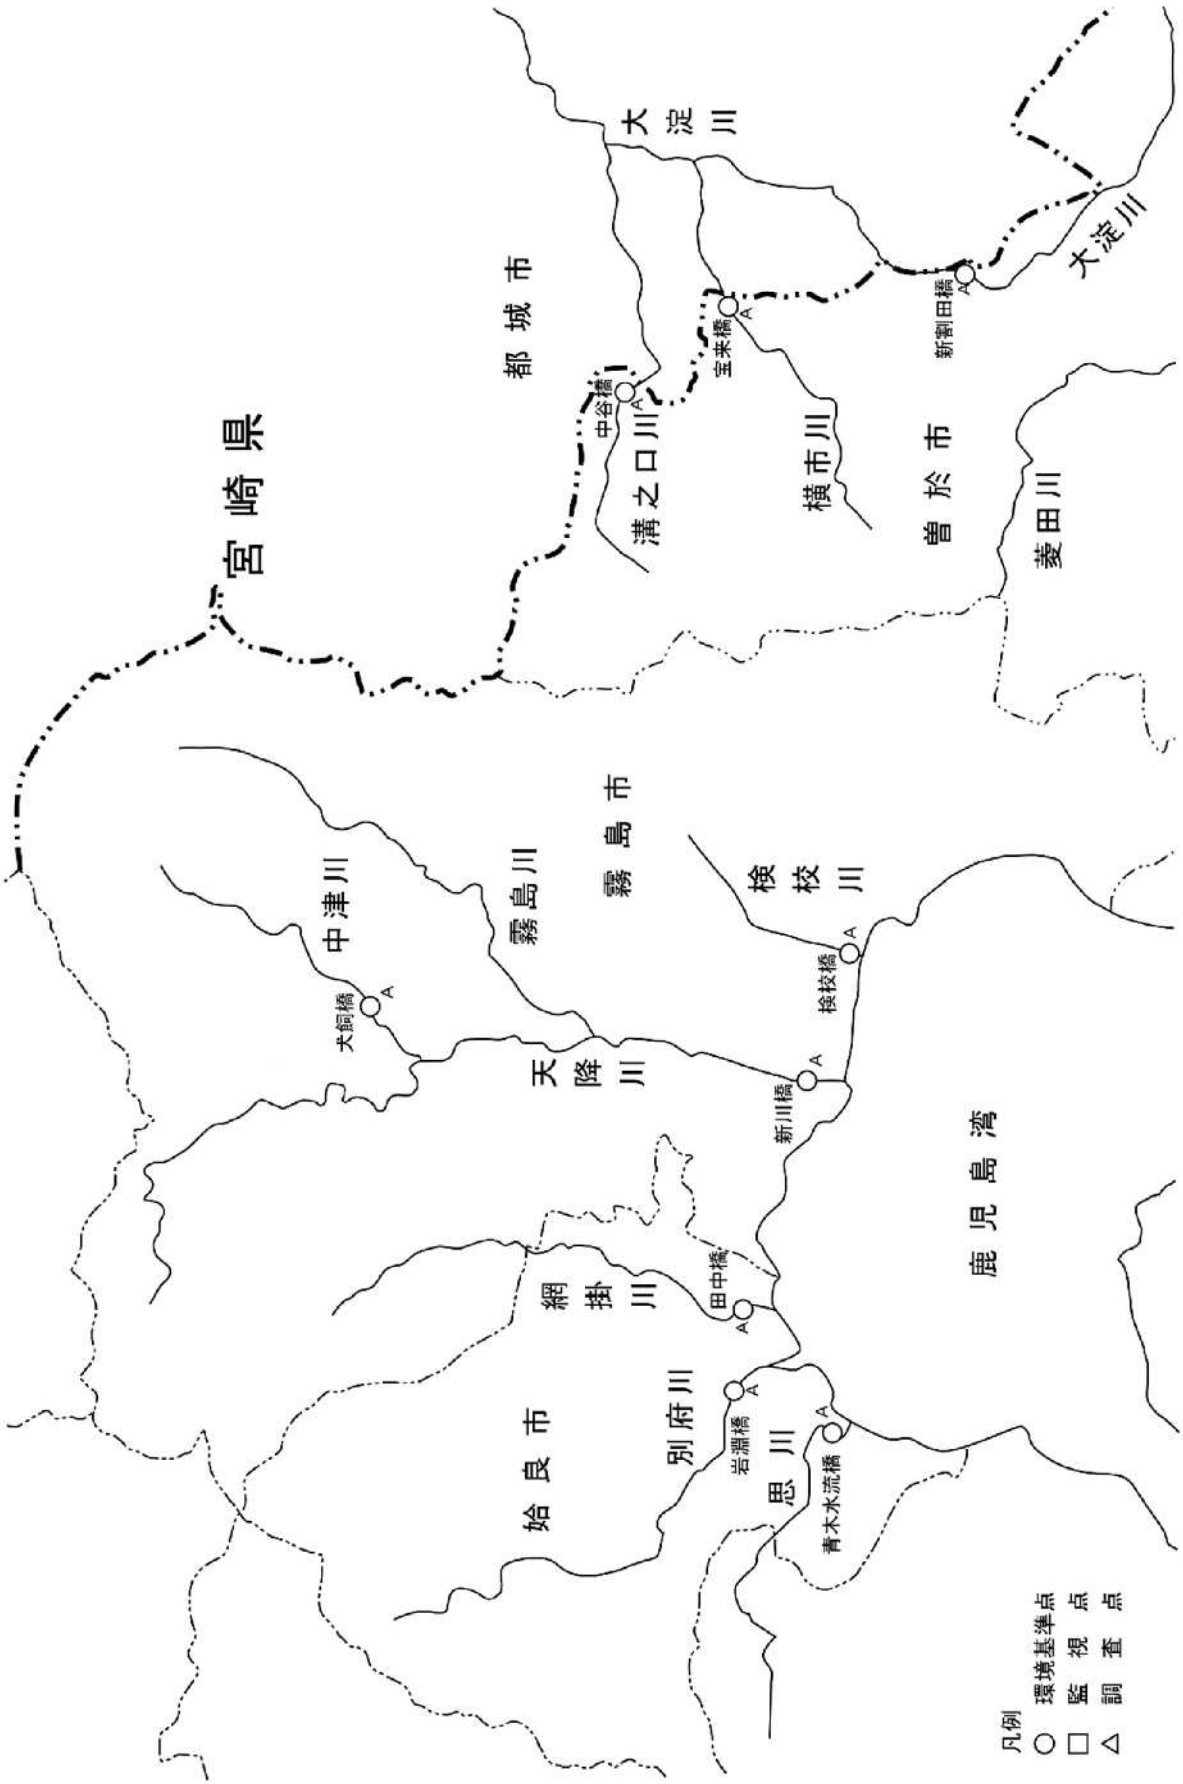 宮崎県
都城市
大淀川
中谷橋
A
溝之口川
宝来橋
A
横市川
新割田橋
A
大淀川
曽於市
菱田川
中津川
犬飼橋
A
霧島川
霧島市
天降川
新川橋
A
検校川
検校橋
A
網掛川
田中橋
A
姶良市
別府川
岩淵橋
A
思川
青木水流橋
A
鹿児島湾
凡例
○ 環境基準点
□ 監視点
△ 調査点